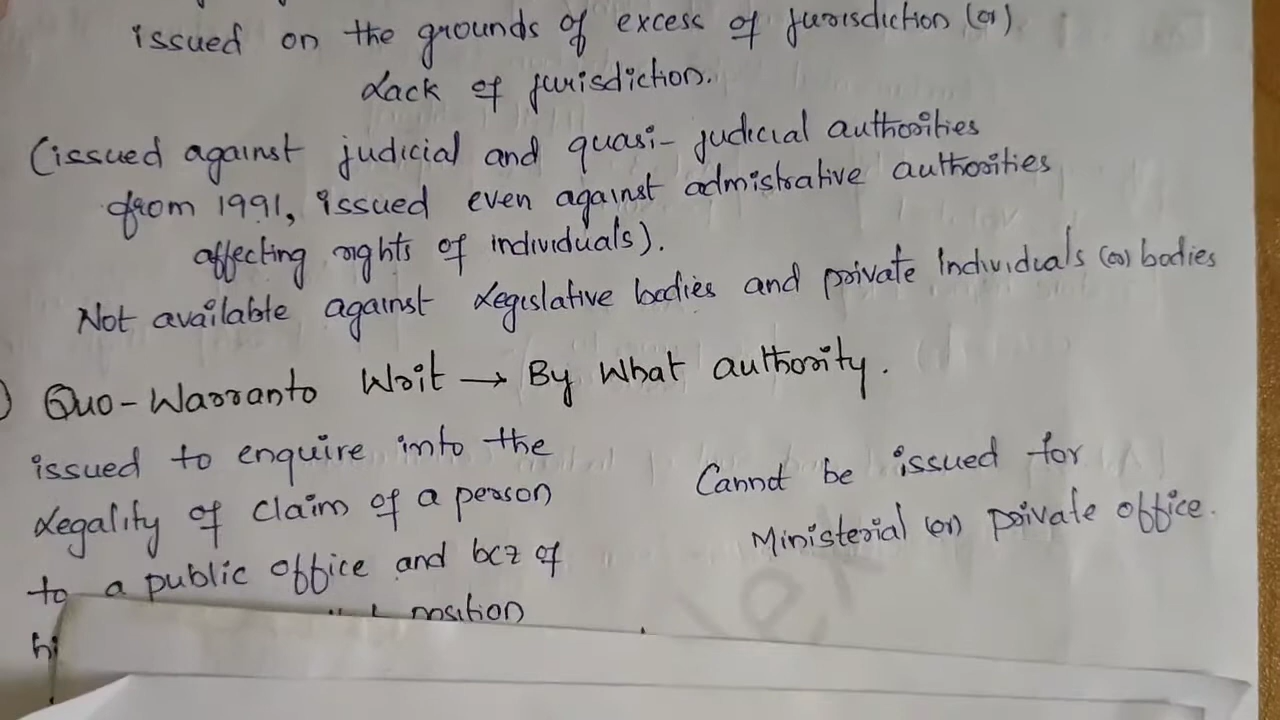 issued on the grounds of excess of jurisdiction (or)
Lack of jurisdiction.
(issued against judicial and quasi-judicial authorities
from 1991, issued even against admistrative authorities
affecting rights of individuals).
Not available against Legislative bodies and private Individuals (or) bodies
Quo-Warranto Writ → By What authority.
issued to enquire into the
Legality of claim of a person
to a public office and bcz of
position
Cannot be issued for
Ministerial (or) private office.